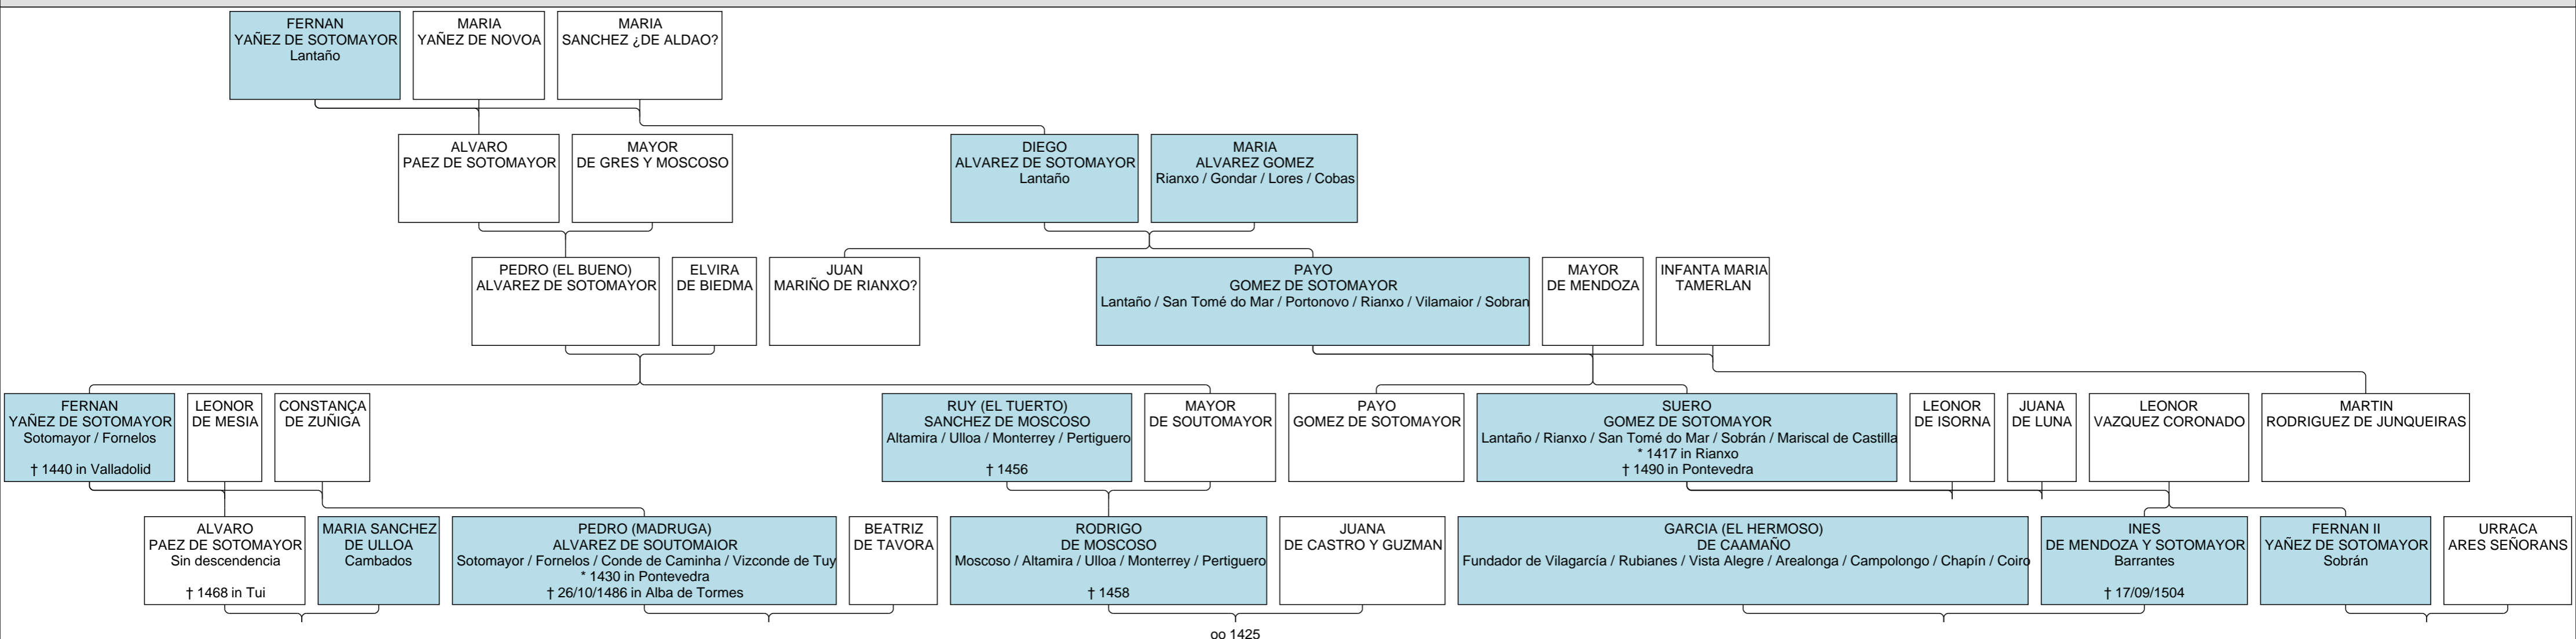 FERNAN
YAÑEZ DE SOTOMAYOR
Lantaño
MARIA
YAÑEZ DE NOVOA
MARIA
SANCHEZ ¿DE ALDAO?
ALVARO
PAEZ DE SOTOMAYOR
MAYOR
DE GRES Y MOSCOSO
DIEGO
ALVAREZ DE SOTOMAYOR
Lantaño
MARIA
ALVAREZ GOMEZ
Rianxo / Gondar / Lores / Cobas
PEDRO (EL BUENO)
ALVAREZ DE SOTOMAYOR
ELVIRA
DE BIEDMA
JUAN
MARIÑO DE RIANXO?
PAYO
GOMEZ DE SOTOMAYOR
Lantaño / San Tomé do Mar / Portonovo / Rianxo / Vilamaior / Sobran
MAYOR
DE MENDOZA
INFANTA MARIA
TAMERLAN
FERNAN
YAÑEZ DE SOTOMAYOR
Sotomayor / Fornelos
† 1440 in Valladolid
LEONOR
DE MESIA
CONSTANÇA
DE ZUÑIGA
RUY (EL TUERTO)
SANCHEZ DE MOSCOSO
Altamira / Ulloa / Monterrey / Pertiguero
† 1456
MAYOR
DE SOUTOMAYOR
PAYO
GOMEZ DE SOTOMAYOR
SUERO
GOMEZ DE SOTOMAYOR
Lantaño / Rianxo / San Tomé do Mar / Sobrán / Mariscal de Castilla
* 1417 in Rianxo
† 1490 in Pontevedra
LEONOR
DE ISORNA
JUANA
DE LUNA
LEONOR
VAZQUEZ CORONADO
MARTIN
RODRIGUEZ DE JUNQUEIRAS
ALVARO
PAEZ DE SOTOMAYOR
Sin descendencia
† 1468 in Tui
MARIA SANCHEZ
DE ULLOA
Cambados
PEDRO (MADRUGA)
ALVAREZ DE SOUTOMAIOR
Sotomayor / Fornelos / Conde de Caminha / Vizconde de Tuy
* 1430 in Pontevedra
† 26/10/1486 in Alba de Tormes
BEATRIZ
DE TAVORA
RODRIGO
DE MOSCOSO
Moscoso / Altamira / Ulloa / Monterrey / Pertiguero
† 1458
JUANA
DE CASTRO Y GUZMAN
GARCIA (EL HERMOSO)
DE CAAMAÑO
Fundador de Vilagarcía / Rubianes / Vista Alegre / Arealonga / Campolongo / Chapín / Coiro
INES
DE MENDOZA Y SOTOMAYOR
Barrantes
† 17/09/1504
FERNAN II
YAÑEZ DE SOTOMAYOR
Sobrán
URRACA
ARES SEÑORANS
oo 1425